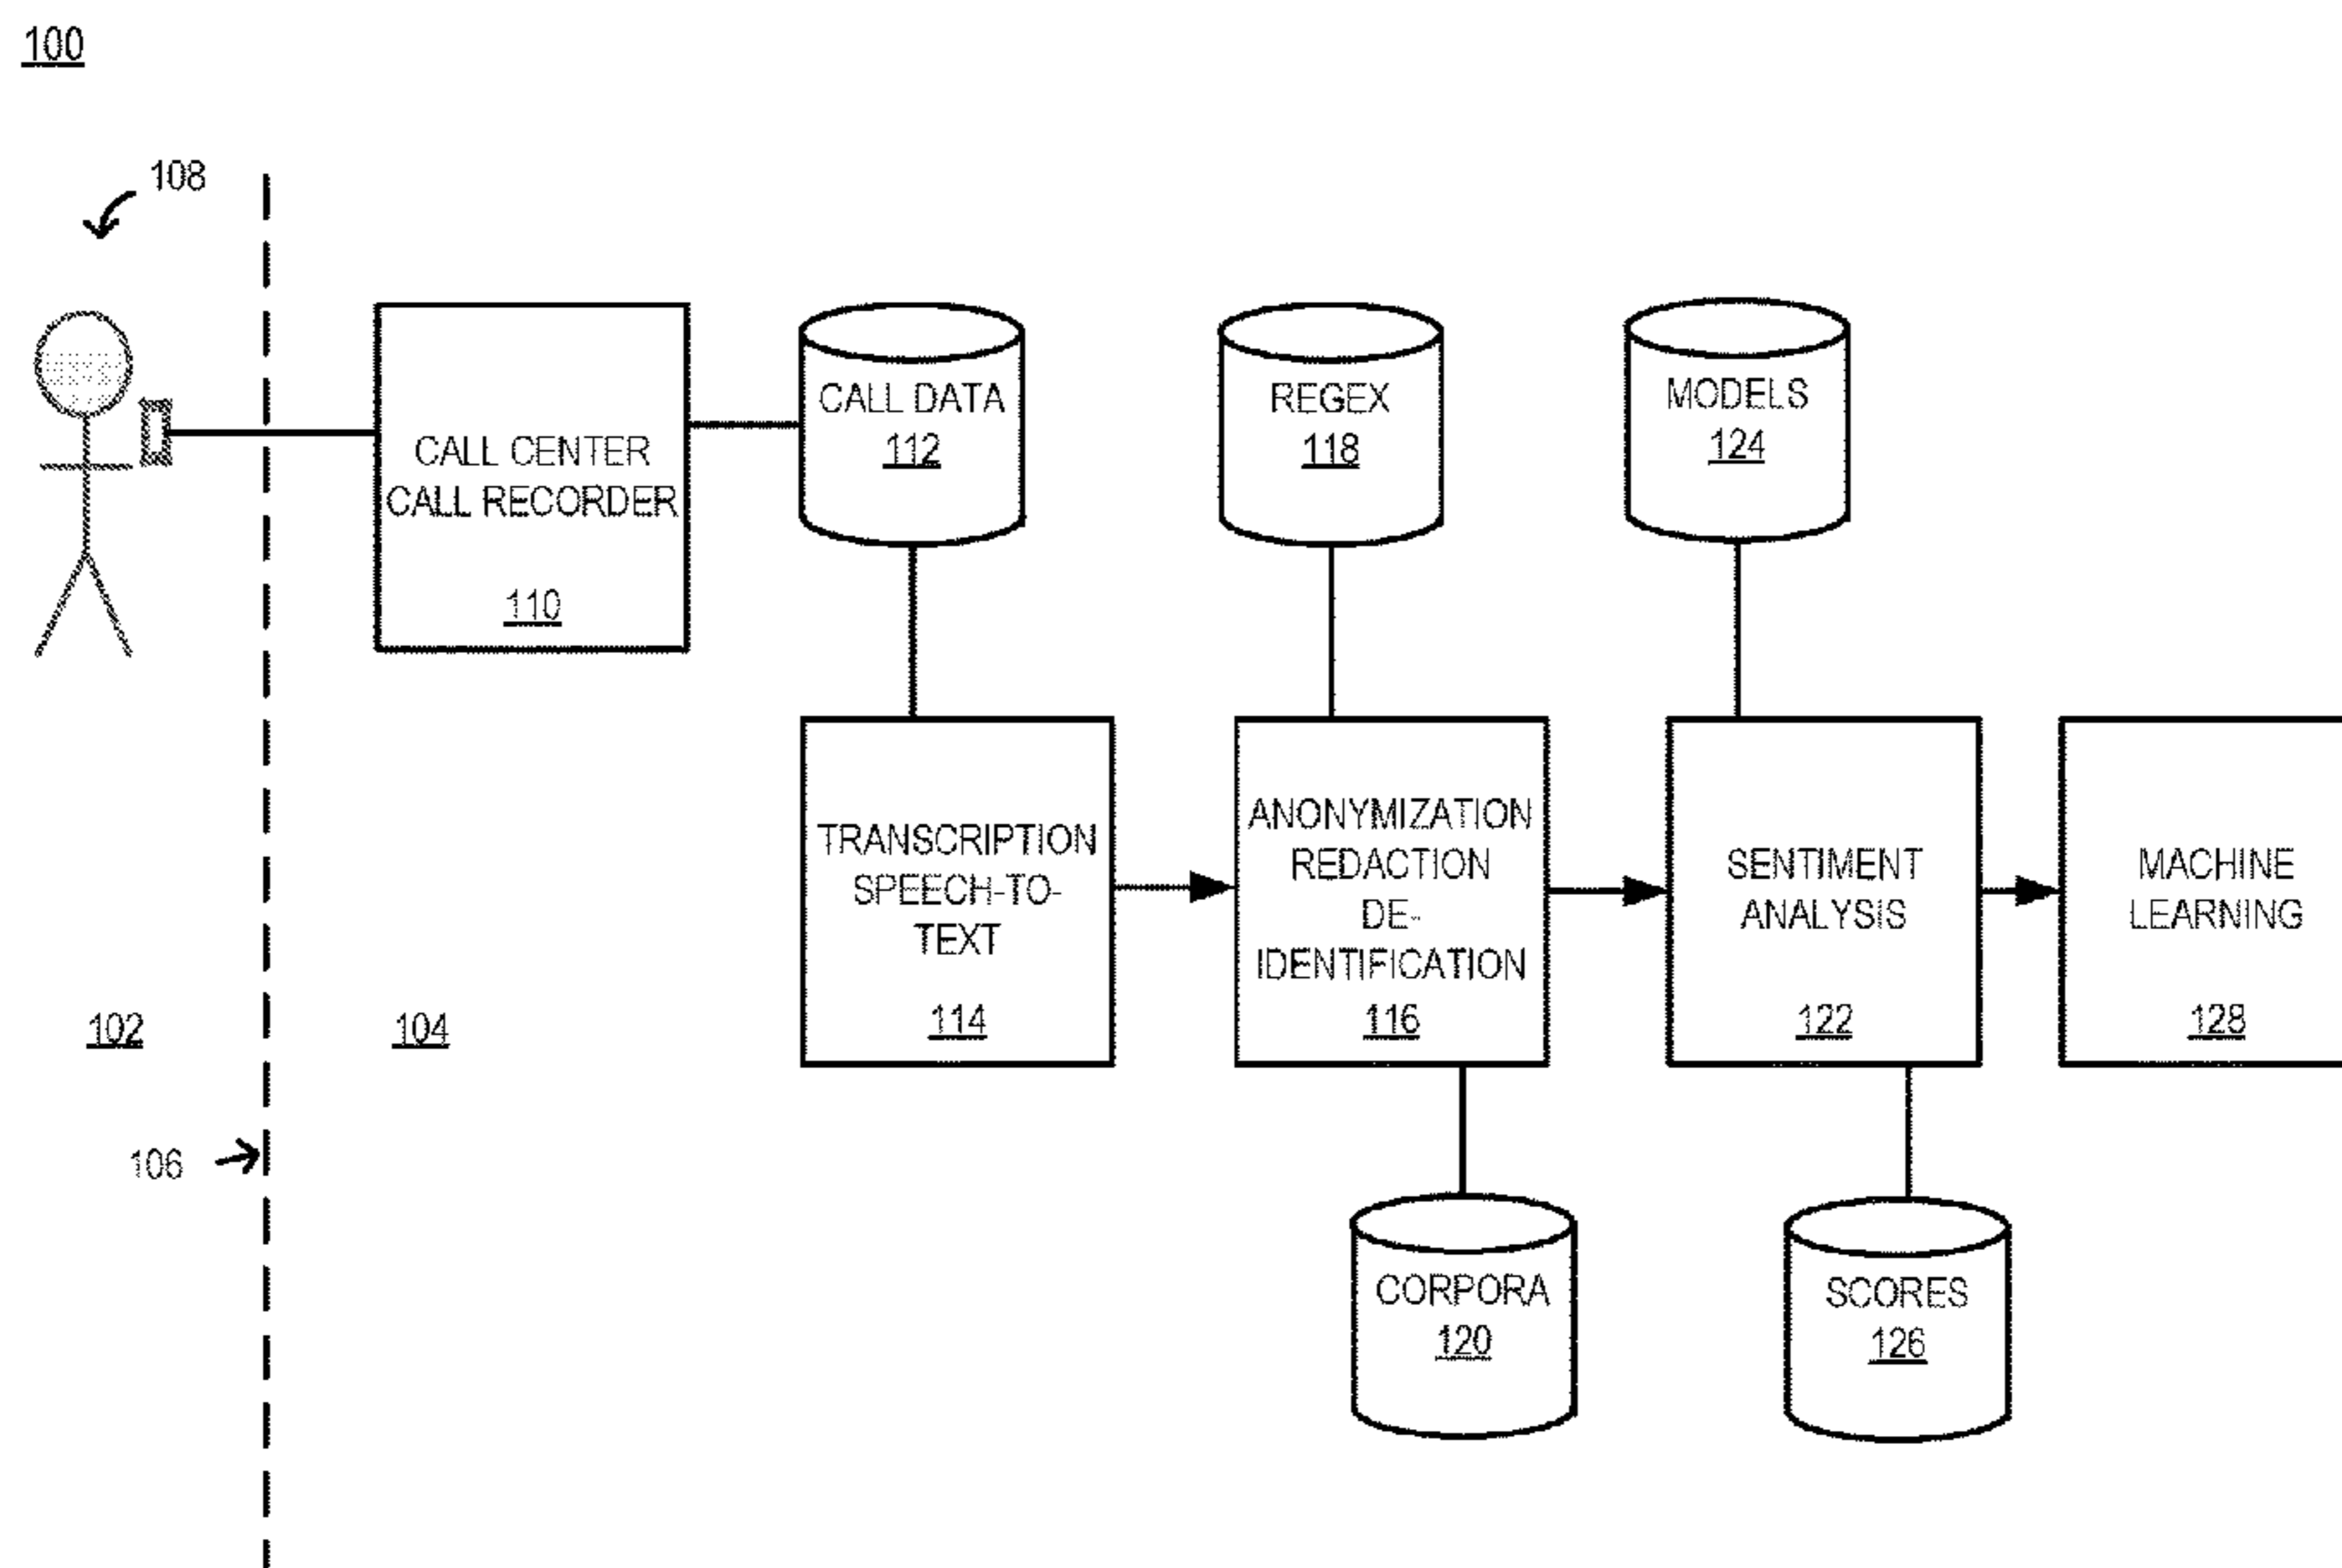 100
108
CALL CENTER
CALL RECORDER
110
CALL DATA
112
REGEX
118
MODELS
124
TRANSCRIPTION
SPEECH-TO-
TEXT
114
ANONYMIZATION
REDACTION
DE-
IDENTIFICATION
116
SENTIMENT
ANALYSIS
122
MACHINE
LEARNING
128
102
104
106
CORPORA
120
SCORES
126